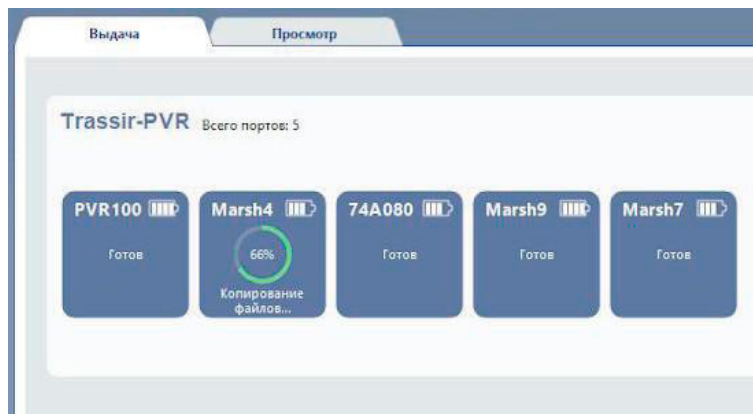 Выдача Просмотр
Trassir-PVR Всего портов: 5
PVR100 Marsh4 74A080 Marsh9 Marsh7
Готов 66% Готов Готов Готов
Копирование
файлов...